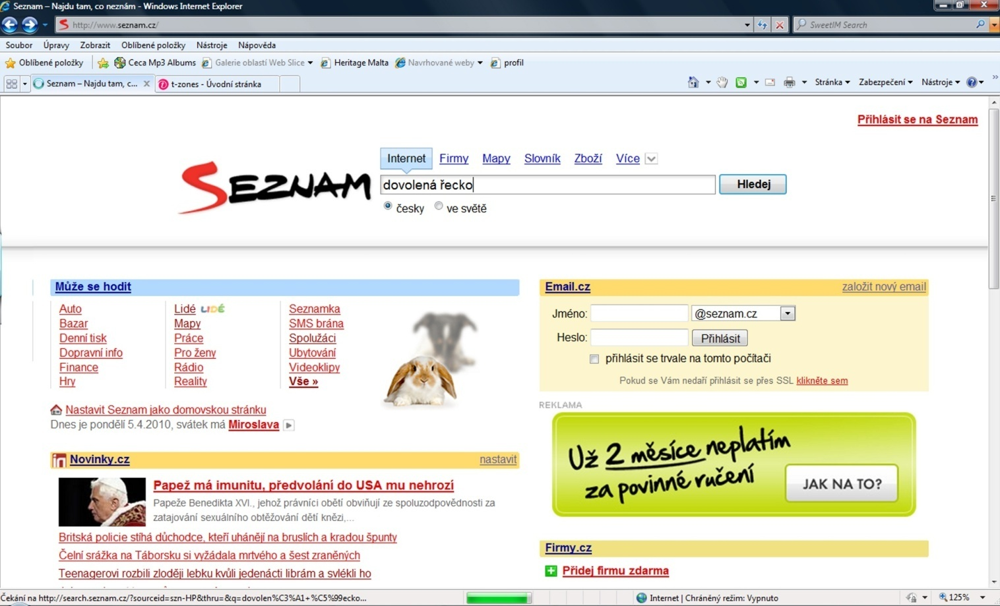 Seznam – Najdu tam, co neznám - Windows Internet Explorer
http://www.seznam.cz/
SweetIM Search
Soubor Úpravy Zobrazit Oblíbené položky Nástroje Nápověda
Oblíbené položky Ceca Mp3 Albums Galerie oblastí Web Slice Heritage Malta Navrhované weby profil
Seznam – Najdu tam, c... t-zones - Úvodní stránka Stránka Zabezpečení Nástroje
Přihlásit se na Seznam
Internet Firmy Mapy Slovník Zboží Více
SEZNAM
dovolená řecko Hledej
česky ve světě
Může se hodit
Auto
Bazar
Denní tisk
Dopravní info
Finance
Hry
Lidé LIDÉ
Mapy
Práce
Pro ženy
Rádio
Reality
Seznamka
SMS brána
Spolužáci
Ubytování
Videoklipy
Vše »
Nastavit Seznam jako domovskou stránku
Dnes je pondělí 5.4.2010, svátek má Miroslava
Novinky.cz nastavit
Papež má imunitu, předvolání do USA mu nehrozí
Papeže Benedikta XVI., jehož právníci obětí obviňují ze spoluzodpovědnosti za
zatajování sexuálního obtěžování dětí knězi,...
Britská policie stíhá důchodce, kteří uhánějí na bruslích a kradou špunty
Čelní srážka na Táborsku si vyžádala mrtvého a šest zraněných
Teenagerovi rozbili zloději lebku kvůli jedenácti librám a svlékli ho
Email.cz založit nový email
Jméno: @seznam.cz
Heslo: Přihlásit
přihlásit se trvale na tomto počítači
Pokud se Vám nedaří přihlásit se přes SSL klikněte sem
REKLAMA
Už 2 měsíce neplatím
za povinné ručení
JAK NA TO?
Firmy.cz
Přidej firmu zdarma
Čekání na http://search.seznam.cz/?sourceid=szn-HP&thru=&q=dovolen%C3%A1+%C5%99ecko... Internet | Chráněný režim: Vypnuto 125%